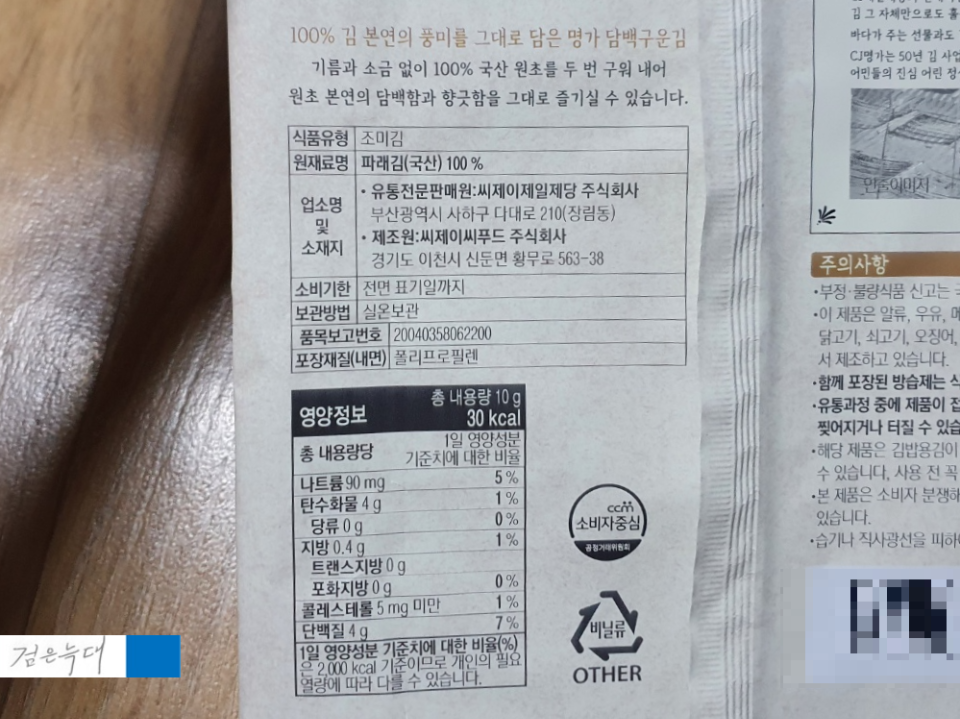 100% 김 본연의 풍미를 그대로 담은 명가 담백구운김
기름과 소금 없이 100% 국산 원초를 두 번 구워 내어
원초 본연의 담백함과 향긋함을 그대로 즐기실 수 있습니다.
식품유형 조미김
원재료명 파래김(국산) 100 %
업소명 및 소재지
• 유통전문판매원:씨제이제일제당 주식회사
부산광역시 사하구 다대로 210(장림동)
• 제조원:씨제이씨푸드 주식회사
경기도 이천시 신둔면 황무로 563-38
소비기한 전면 표기일까지
보관방법 실온보관
품목보고번호 20040358062200
포장재질(내면) 폴리프로필렌
영양정보
총 내용량 10 g
30 kcal
총 내용량당
1일 영양성분
기준치에 대한 비율
나트륨 90 mg 5 %
탄수화물 4 g 1 %
당류 0 g 0 %
지방 0.4 g 1 %
트랜스지방 0 g
포화지방 0 g 0 %
콜레스테롤 5 mg 미만 1 %
단백질 4 g 7 %
1일 영양성분 기준치에 대한 비율(%)
은 2,000 kcal 기준이므로 개인의 필요
열량에 따라 다를 수 있습니다.
ccm
소비자중심
공정거래위원회
비닐류
OTHER
김 그 자체만으로도
바다가 주는 선물과도
CJ명가는 50년 김
어민들의 진심 어린
주의사항
•부정·불량식품 신고는
•이 제품은 알류, 우유,
닭고기, 쇠고기, 오징어,
서 제조하고 있습니다.
•함께 포장된 방습제는
•유통과정 중에 제품이
찢어지거나 터질 수
•해당 제품은 김밥용김이
수 있습니다, 사용 전 꼭
•본 제품은 소비자
있습니다.
•습기나 직사광선을
검은늑대